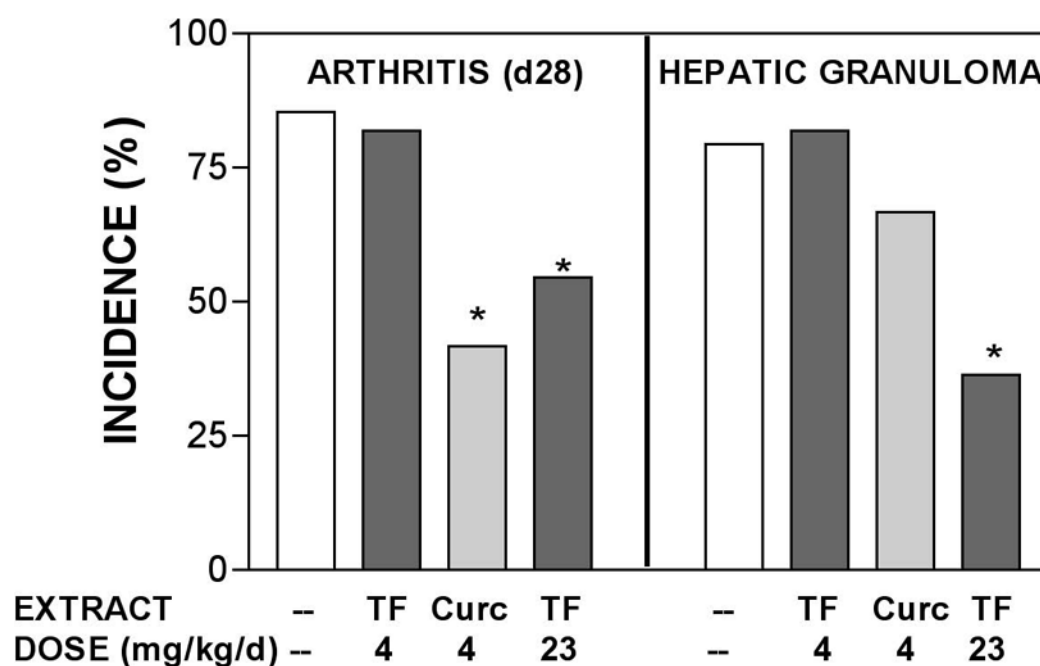 100
ARTHRITIS (d28) HEPATIC GRANULOMA
75
INCIDENCE (%)
*
*
50
*
25
0
EXTRACT -- TF Curc TF -- TF Curc TF
DOSE (mg/kg/d) -- 4 4 23 -- 4 4 23